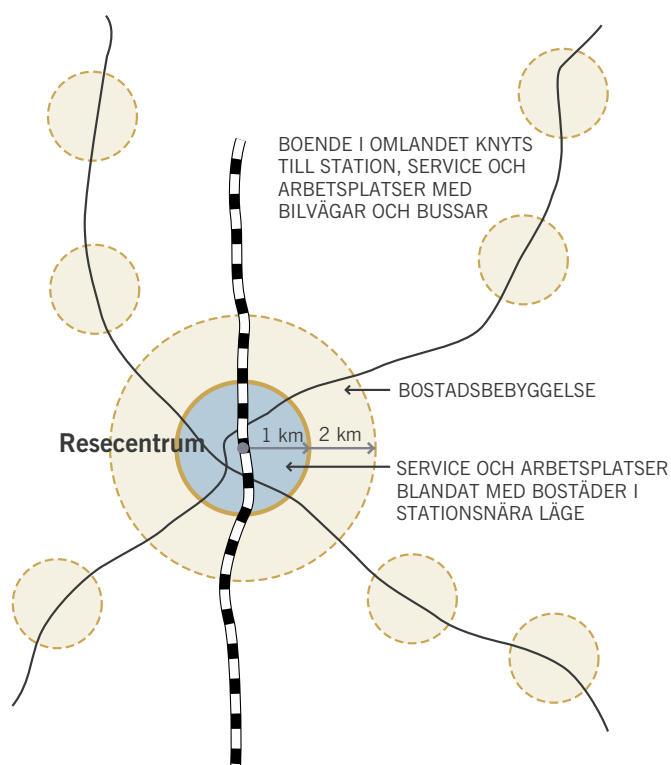 BOENDE I OMLANDET KNYTS
TILL STATION, SERVICE OCH
ARBETSPLATSER MED
BILVÄGAR OCH BUSSAR
BOSTADSBEBYGGELSE
Resecentrum
1 km
2 km
SERVICE OCH ARBETSPLATSER
BLANDAT MED BOSTÄDER I
STATIONSNÄRA LÄGE